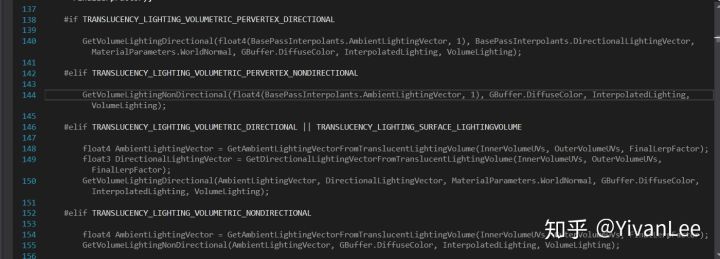 137
138 #if TRANSLUCENCY_LIGHTING_VOLUMETRIC_PERVERTEX_DIRECTIONAL
139
140 GetVolumeLightingDirectional(float4(BasePassInterpolants.AmbientLightingVector, 1), BasePassInterpolants.DirectionalLightingVector,
MaterialParameters.WorldNormal, GBuffer.DiffuseColor, InterpolatedLighting, VolumeLighting);
141
142 #elif TRANSLUCENCY_LIGHTING_VOLUMETRIC_PERVERTEX_NONDIRECTIONAL
143
144 GetVolumeLightingNonDirectional(float4(BasePassInterpolants.AmbientLightingVector, 1), GBuffer.DiffuseColor, InterpolatedLighting,
VolumeLighting);
145
146 #elif TRANSLUCENCY_LIGHTING_VOLUMETRIC_DIRECTIONAL || TRANSLUCENCY_LIGHTING_SURFACE_LIGHTINGVOLUME
147
148 float4 AmbientLightingVector = GetAmbientLightingVectorFromTranslucentLightingVolume(InnerVolumeUVs, OuterVolumeUVs, FinalLerpFactor);
149 float3 DirectionalLightingVector = GetDirectionalLightingVectorFromTranslucentLightingVolume(InnerVolumeUVs, OuterVolumeUVs,
FinalLerpFactor);
150 GetVolumeLightingDirectional(AmbientLightingVector, DirectionalLightingVector, MaterialParameters.WorldNormal, GBuffer.DiffuseColor,
InterpolatedLighting, VolumeLighting);
151
152 #elif TRANSLUCENCY_LIGHTING_VOLUMETRIC_NONDIRECTIONAL
153
154 float4 AmbientLightingVector = GetAmbientLightingVectorFromTranslucentLightingVolume(InnerVolumeUVs,
155 GetVolumeLightingNonDirectional(AmbientLightingVector, GBuffer.DiffuseColor, InterpolatedLighting, VolumeLighting);
156
知乎 @YivanLee